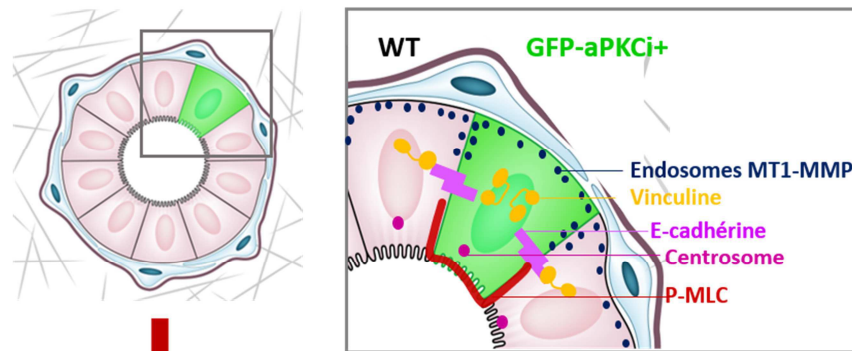 WT GFP-aPKCi+
Endosomes MT1-MMP
Vinculine
E-cadhérine
Centrosome
P-MLC